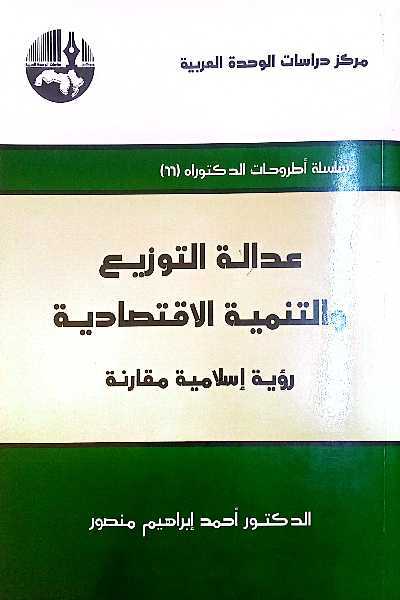 مركز دراسات الوحدة العربية
سلسلة أطروحات الدكتوراه (٦٦)
عدالة التوزيع
والتنمية الاقتصادية
رؤية إسلامية مقارنة
الدكتور أحمد إبراهيم منصور